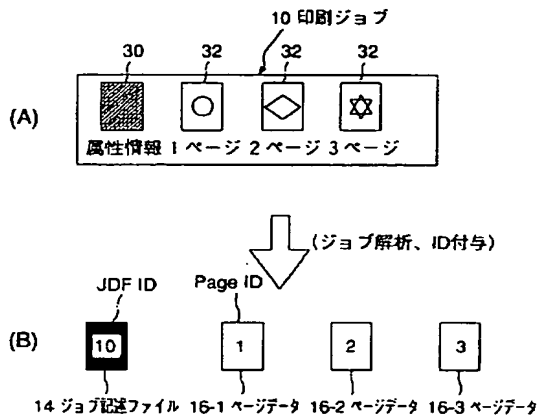 10 印刷ジョブ
30 32 32 32
(A)
属性情報 1 ページ 2 ページ 3 ページ
(ジョブ解析、ID付与)
JDF ID Page ID
(B)
10 1 2 3
14 ジョブ記述ファイル 16-1 ページデータ 16-2 ページデータ 16-3 ページデータ